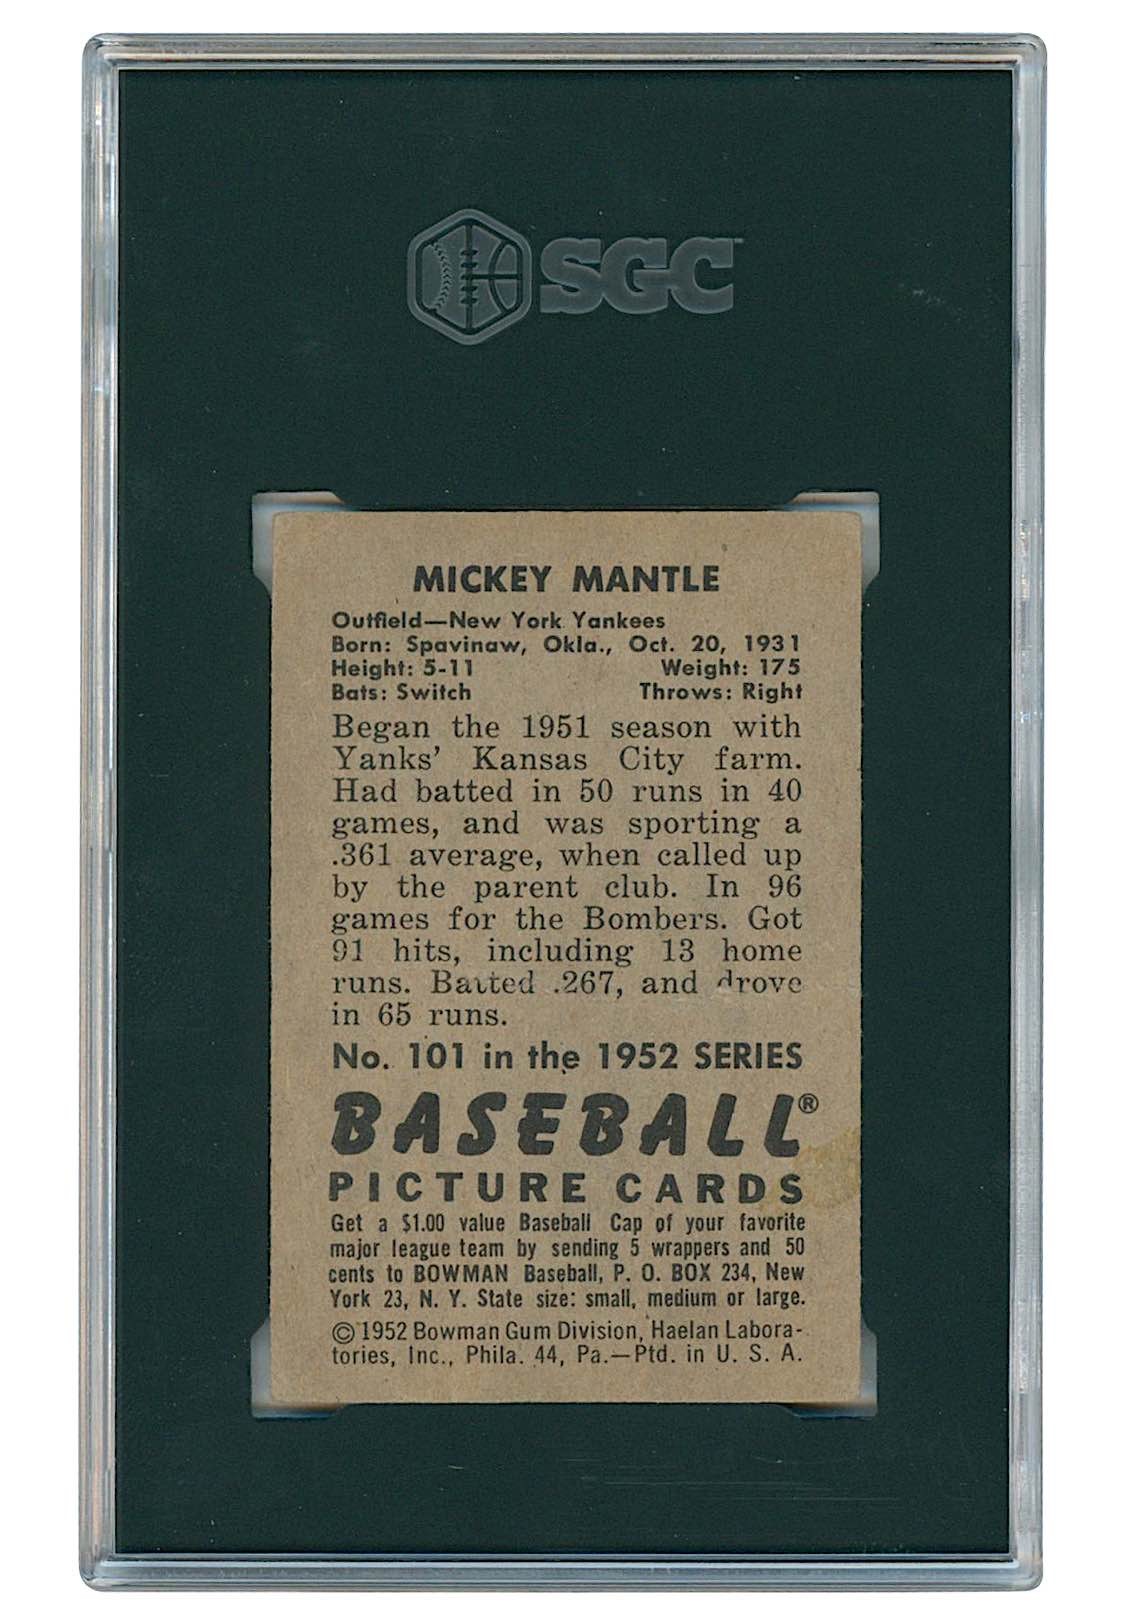 SGC™
MICKEY MANTLE
Outfield—New York Yankees
Born: Spavinaw, Okla., Oct. 20, 1931
Height: 5-11 Weight: 175
Bats: Switch Throws: Right
Began the 1951 season with
Yanks' Kansas City farm.
Had batted in 50 runs in 40
games, and was sporting a
.361 average, when called up
by the parent club. In 96
games for the Bombers. Got
91 hits, including 13 home
runs. Batted .267, and drove
in 65 runs.
No. 101 in the 1952 SERIES
BASEBALL®
PICTURE CARDS
Get a $1.00 value Baseball Cap of your favorite
major league team by sending 5 wrappers and 50
cents to BOWMAN Baseball, P. O. BOX 234, New
York 23, N. Y. State size: small, medium or large.
© 1952 Bowman Gum Division, Haelan Labora-
tories, Inc., Phila. 44, Pa.—Ptd. in U. S. A.